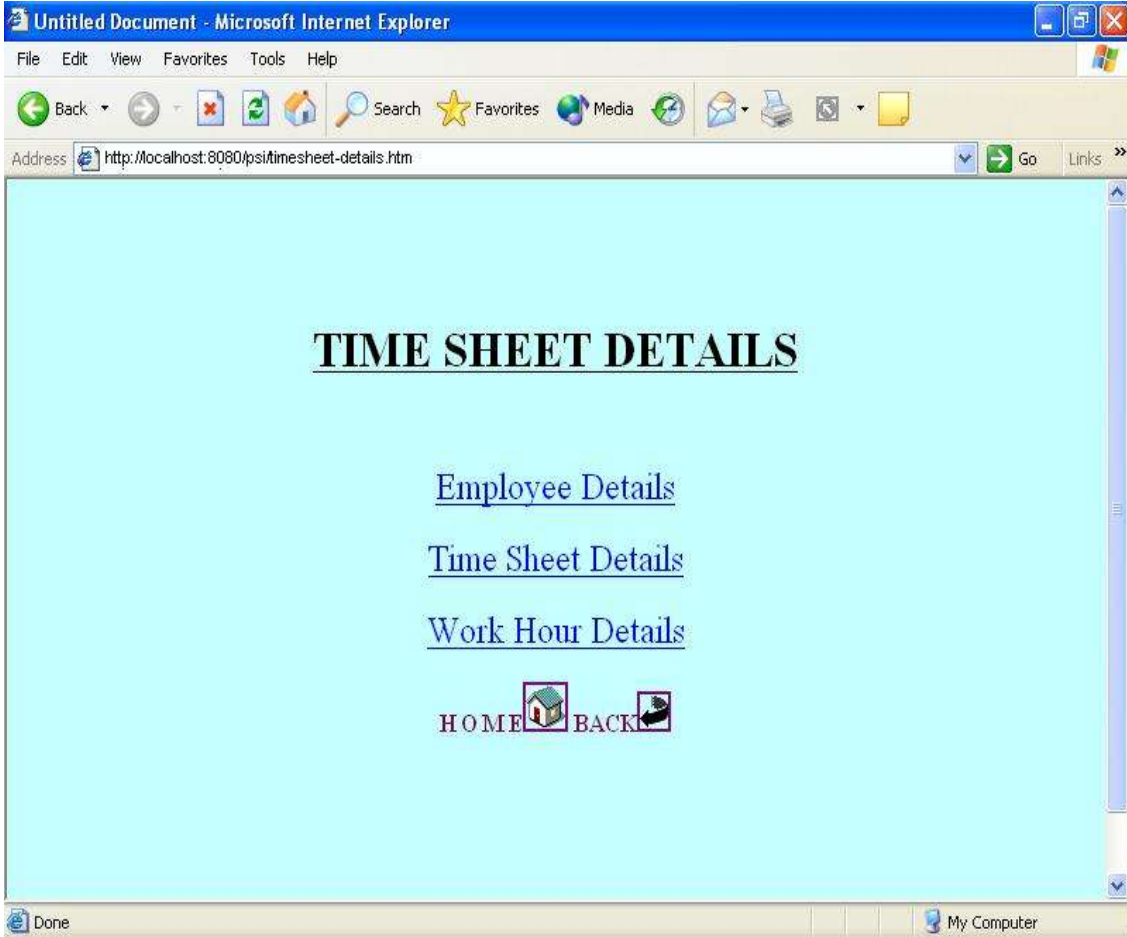 Untitled Document - Microsoft Internet Explorer
File Edit View Favorites Tools Help
Back Search Favorites Media
Address http://localhost:8080/psi/timesheet-details.htm Go Links »
TIME SHEET DETAILS
Employee Details
Time Sheet Details
Work Hour Details
H O M E BACK
Done My Computer